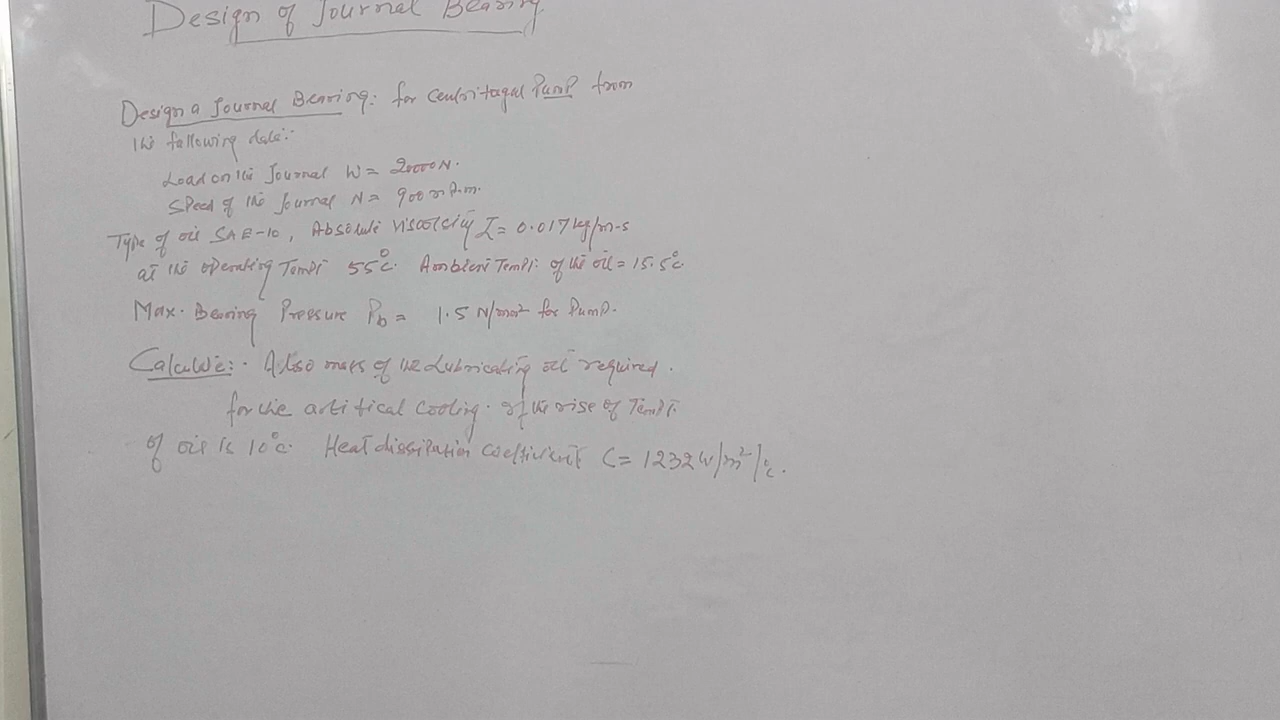 Design of Journal Bearing.
Design a Journal Bearing: for centrifugal Pump from
the following data:-
Load on the Journal W = 20000 N.
Speed of the Journal N = 900 r.p.m.
Type of oil SAE-10, Absolute viscosity Z = 0.017 kg/m-s
at the operating Tempt 55°c. Ambient Tempt. of the oil = 15.5°c.
Max. Bearing Pressure Pb = 1.5 N/mm² for Pump.
Calculate:- Also mass of the Lubricating oil required.
for the artifical cooling. If the rise of Tempt.
of oil is 10°c. Heat dissipation coefficient C = 1232 W/m²/°c.